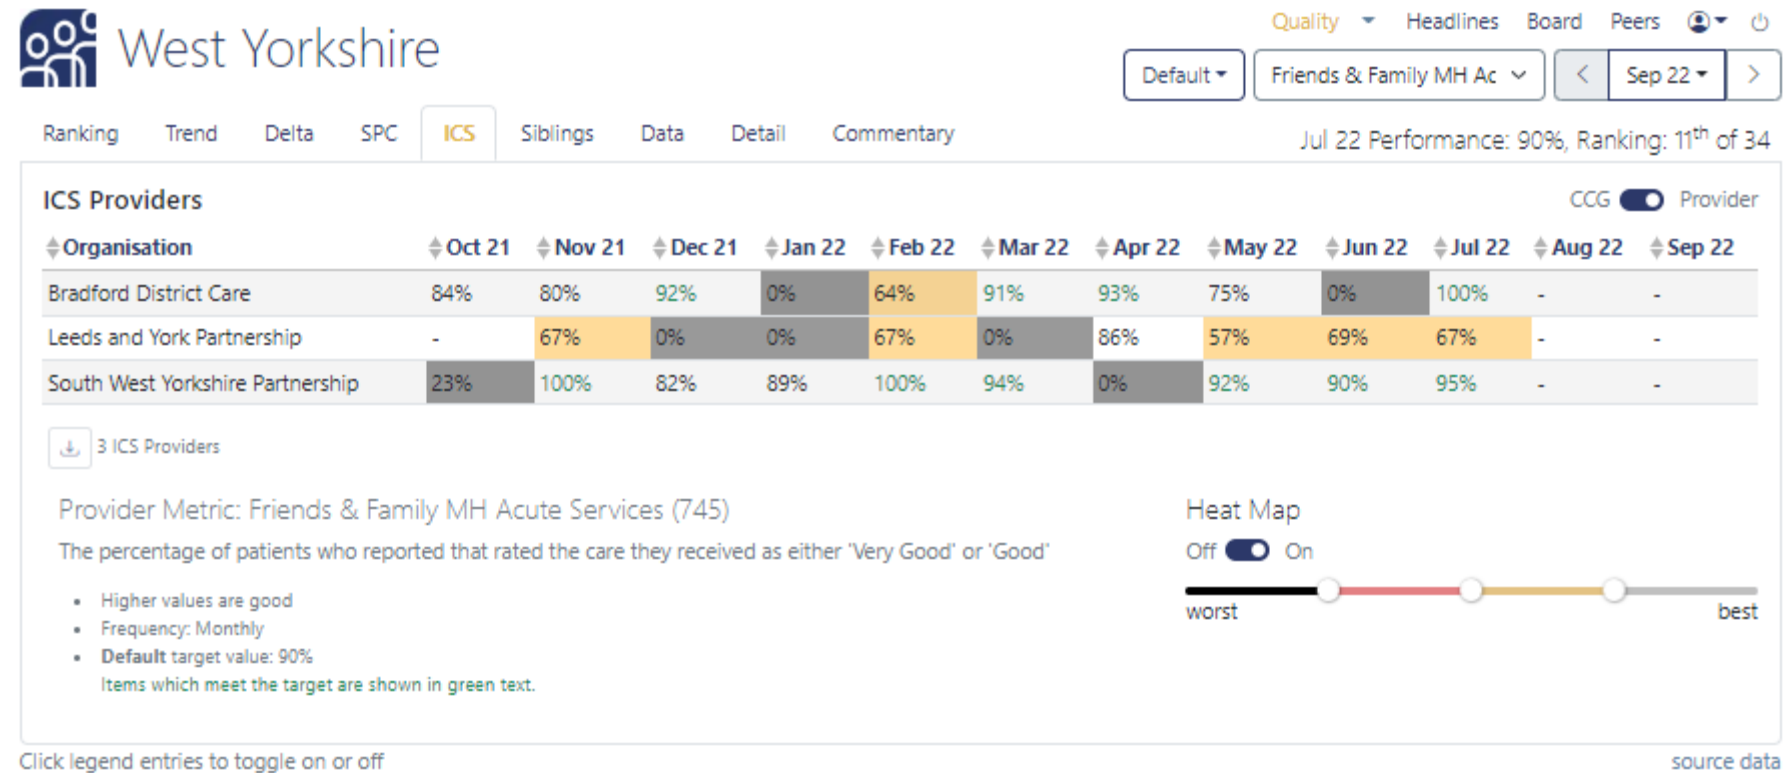 West Yorkshire
Quality Headlines Board Peers
Default Friends & Family MH Ac < Sep 22 >
Ranking Trend Delta SPC ICS Siblings Data Detail Commentary
Jul 22 Performance: 90%, Ranking: 11th of 34
ICS Providers
CCG Provider
Organisation Oct 21 Nov 21 Dec 21 Jan 22 Feb 22 Mar 22 Apr 22 May 22 Jun 22 Jul 22 Aug 22 Sep 22
Bradford District Care 84% 80% 92% 0% 64% 91% 93% 75% 0% 100% - -
Leeds and York Partnership - 67% 0% 0% 67% 0% 86% 57% 69% 67% - -
South West Yorkshire Partnership 23% 100% 82% 89% 100% 94% 0% 92% 90% 95% - -
3 ICS Providers
Provider Metric: Friends & Family MH Acute Services (745)
The percentage of patients who reported that rated the care they received as either 'Very Good' or 'Good'
• Higher values are good
• Frequency: Monthly
• Default target value: 90%
Items which meet the target are shown in green text.
Heat Map
Off On
worst best
Click legend entries to toggle on or off
source data